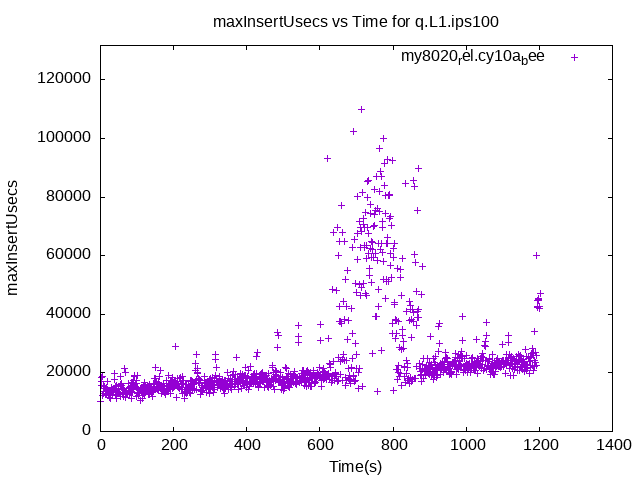 maxInsertUsecs vs Time for q.L1.ips100
my8020rel.cy10abee
120000
100000
80000
60000
40000
20000
0
maxInsertUsecs
0 200 400 600 800 1000 1200 1400
Time(s)